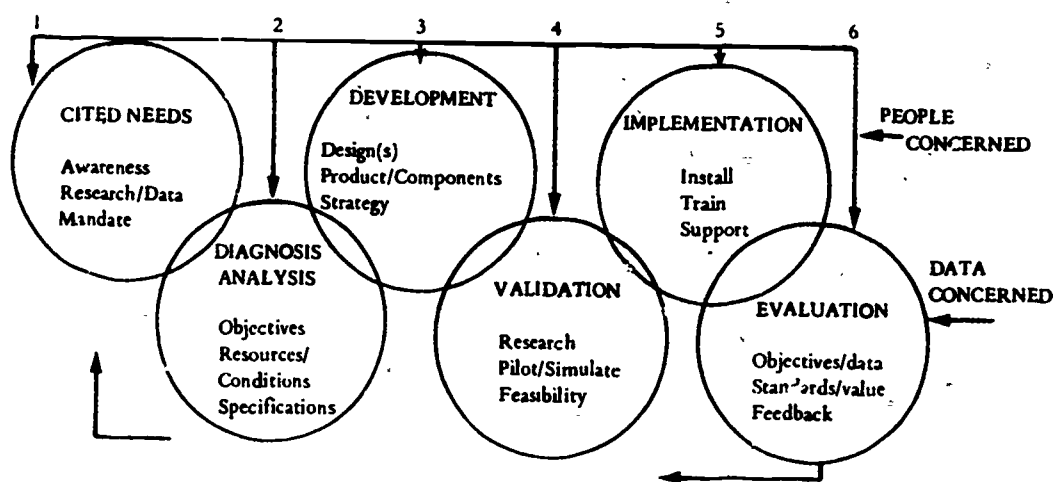 1 2 3 4 5 6
CITED NEEDS
Awareness
Research/Data
Mandate
DIAGNOSIS
ANALYSIS
Objectives
Resources/
Conditions
Specifications
DEVELOPMENT
Design(s)
Product/Components
Strategy
VALIDATION
Research
Pilot/Simulate
Feasibility
IMPLEMENTATION
Install
Train
Support
EVALUATION
Objectives/data
Standards/value
Feedback
PEOPLE
CONCERNED
DATA
CONCERNED